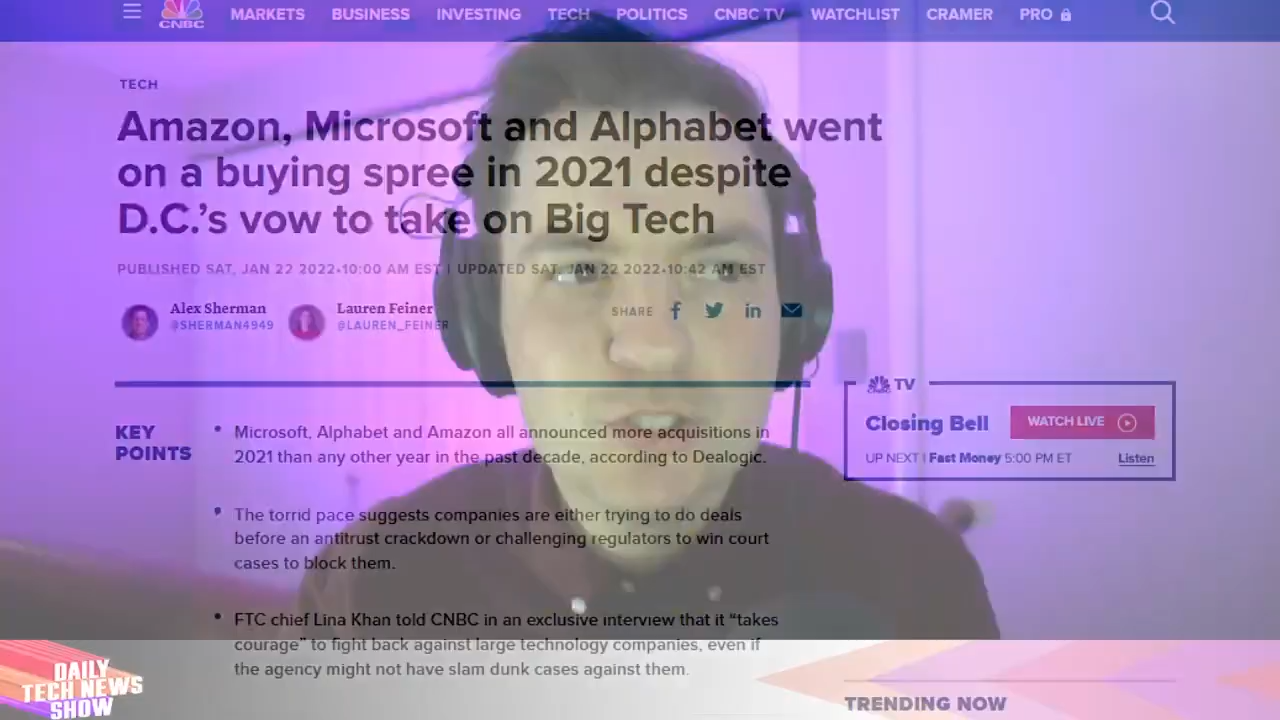 CNBC
MARKETS BUSINESS INVESTING TECH POLITICS CNBC TV WATCHLIST CRAMER PRO
TECH
Amazon, Microsoft and Alphabet went
on a buying spree in 2021 despite
D.C.’s vow to take on Big Tech
PUBLISHED SAT, JAN 22 2022•10:00 AM EST | UPDATED SAT, JAN 22 2022•10:42 AM EST
Alex Sherman
@SHERMAN4949
Lauren Feiner
@LAUREN_FEINER
SHARE
KEY
POINTS
• Microsoft, Alphabet and Amazon all announced more acquisitions in
2021 than any other year in the past decade, according to Dealogic.
• The torrid pace suggests companies are either trying to do deals
before an antitrust crackdown or challenging regulators to win court
cases to block them.
• FTC chief Lina Khan told CNBC in an exclusive interview that it “takes
courage” to fight back against large technology companies, even if
the agency might not have slam dunk cases against them.
CNBC TV
Closing Bell
WATCH LIVE
UP NEXT | Fast Money 5:00 PM ET
Listen
TRENDING NOW
DAILY
TECH NEWS
SHOW